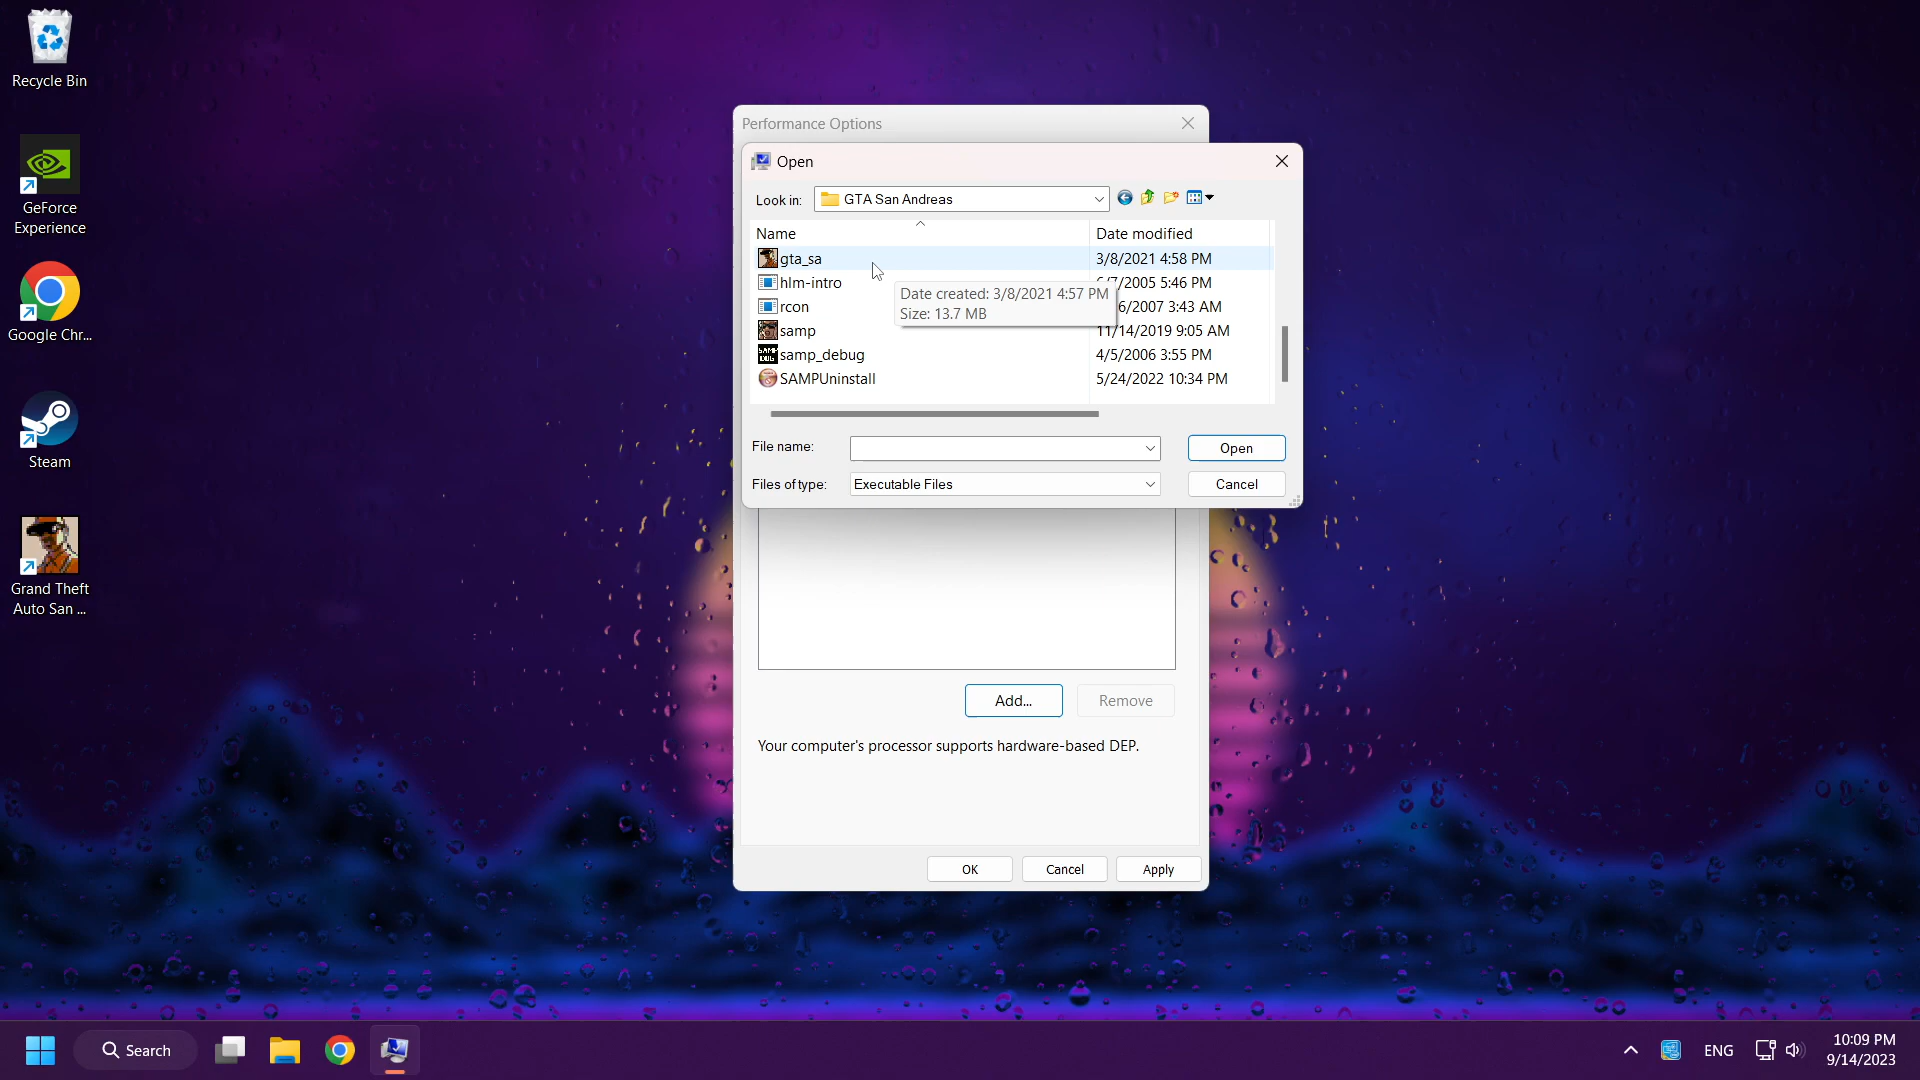 Recycle Bin
GeForce
Experience
Google Chr...
Steam
Grand Theft
Auto San ...
Performance Options
Open
Look in:
GTA San Andreas
Name
Date modified
gta_sa
3/8/2021 4:58 PM
hlm-intro
/2005 5:46 PM
Date created: 3/8/2021 4:57 PM
Size: 13.7 MB
rcon
6/2007 3:43 AM
samp
11/14/2019 9:05 AM
samp_debug
4/5/2006 3:55 PM
SAMPUninstall
5/24/2022 10:34 PM
File name:
Open
Files of type:
Executable Files
Cancel
Add...
Remove
Your computer's processor supports hardware-based DEP.
OK
Cancel
Apply
Search
ENG
10:09 PM
9/14/2023